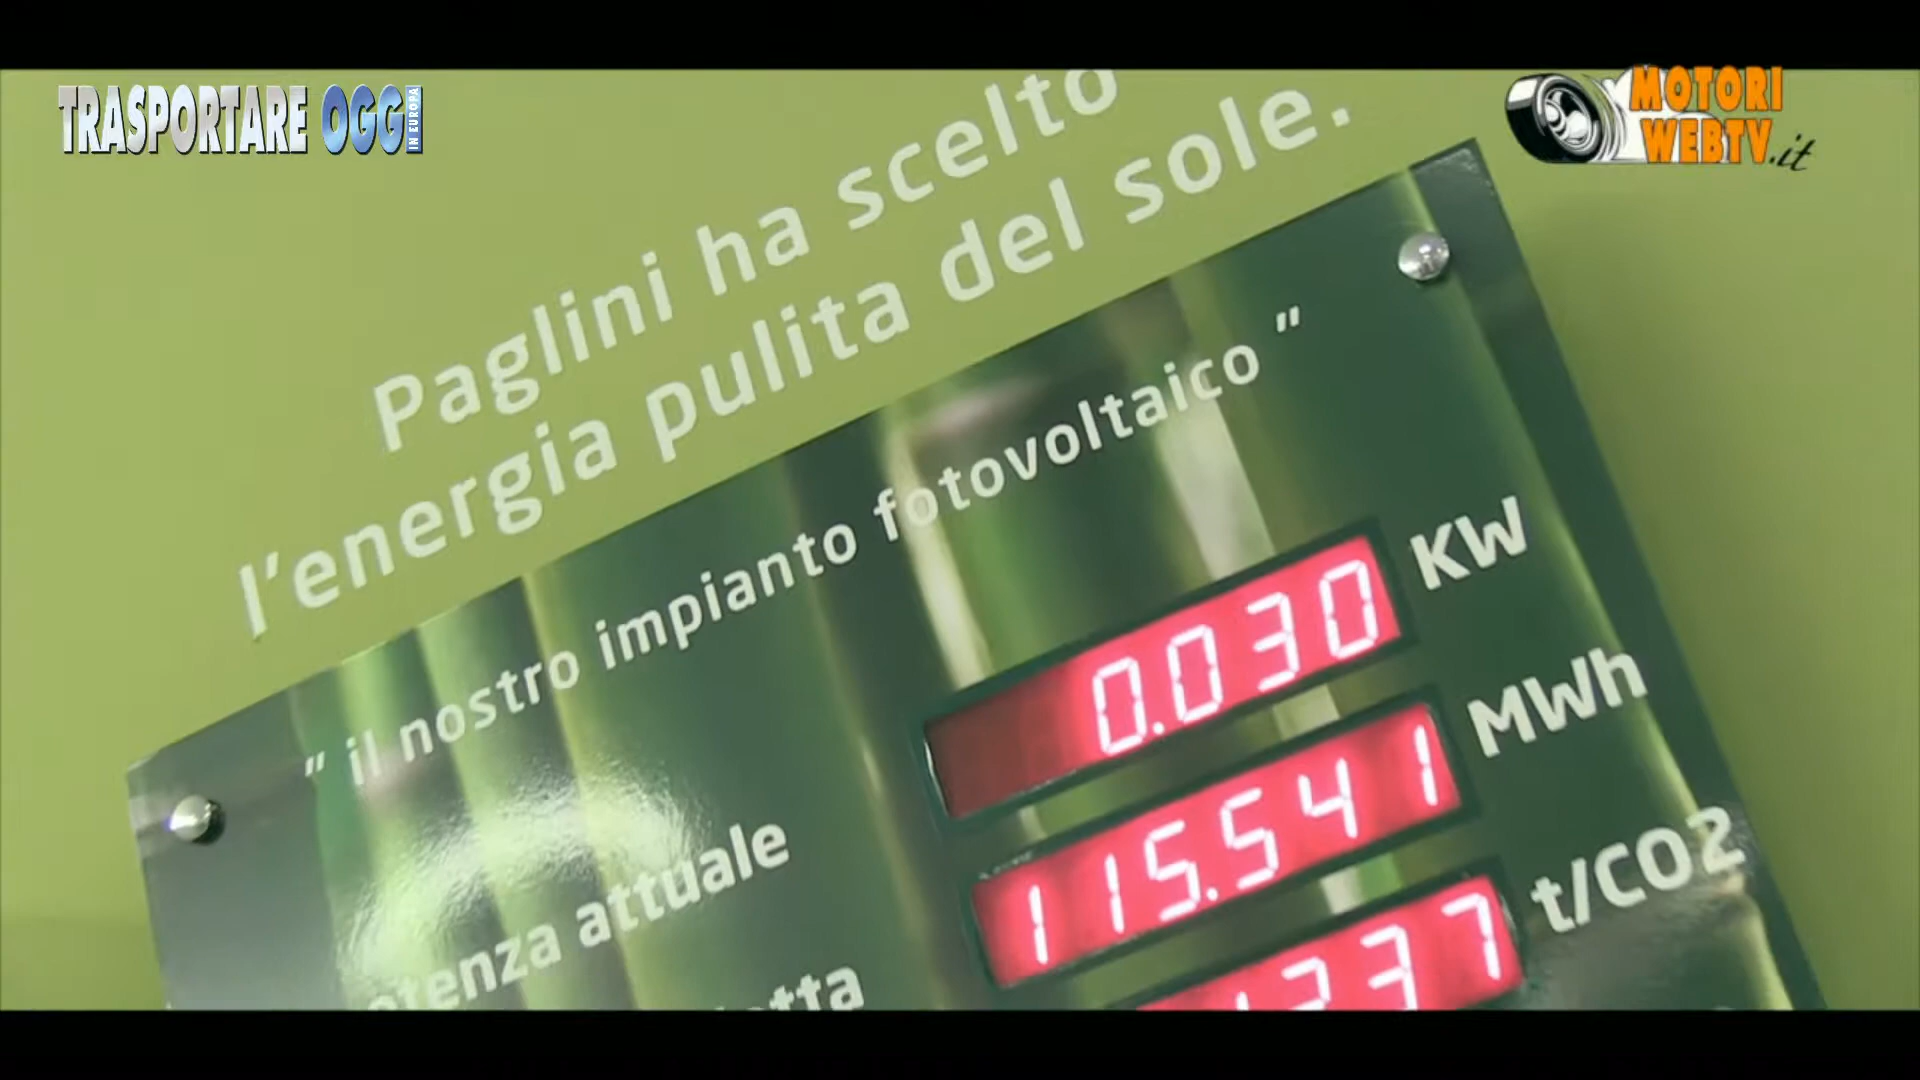 TRASPORTARE OGGI
IN EUROPA
MOTORI
WEBTV.it
Paglini ha scelto
l'energia pulita del sole.
" il nostro impianto fotovoltaico "
0.030 KW
attuale
115.541 MWh
t/CO2